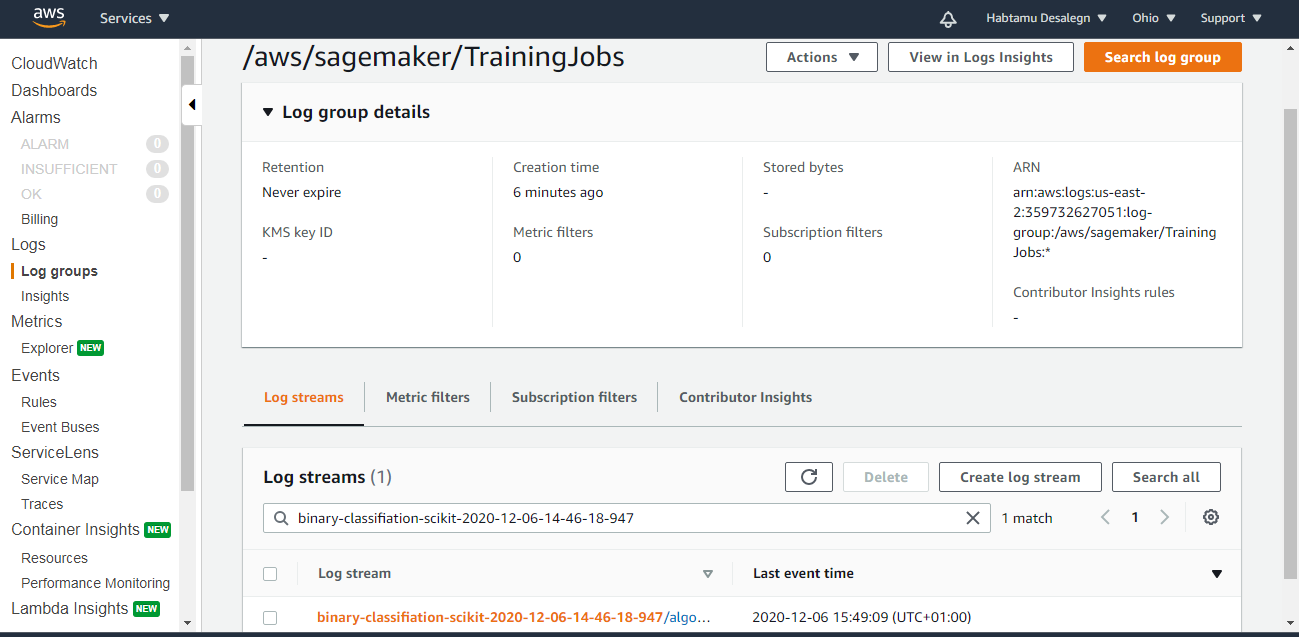 aws
Services
Habtamu Desalegn
Ohio
Support
CloudWatch
Dashboards
Alarms
ALARM 0
INSUFFICIENT 0
OK 0
Billing
Logs
Log groups
Insights
Metrics
Explorer NEW
Events
Rules
Event Buses
ServiceLens
Service Map
Traces
Container Insights NEW
Resources
Performance Monitoring
Lambda Insights NEW
/aws/sagemaker/TrainingJobs
Actions
View in Logs Insights
Search log group
Log group details
Retention
Never expire
KMS key ID
-
Creation time
6 minutes ago
Metric filters
0
Stored bytes
-
Subscription filters
0
ARN
arn:aws:logs:us-east-
2:359732627051:log-
group:/aws/sagemaker/Training
Jobs:*
Contributor Insights rules
-
Log streams
Metric filters
Subscription filters
Contributor Insights
Log streams (1)
Delete
Create log stream
Search all
binary-classifiation-scikit-2020-12-06-14-46-18-947
1 match
1
Log stream
Last event time
binary-classifiation-scikit-2020-12-06-14-46-18-947/algo...
2020-12-06 15:49:09 (UTC+01:00)